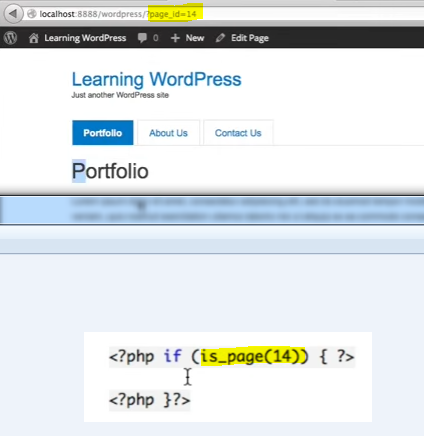 localhost:8888/wordpress/?page_id=14
Learning WordPress 0 New Edit Page
Learning WordPress
Just another WordPress site
Portfolio About Us Contact Us
Portfolio
<?php if (is_page(14)) { ?>
<?php }?>